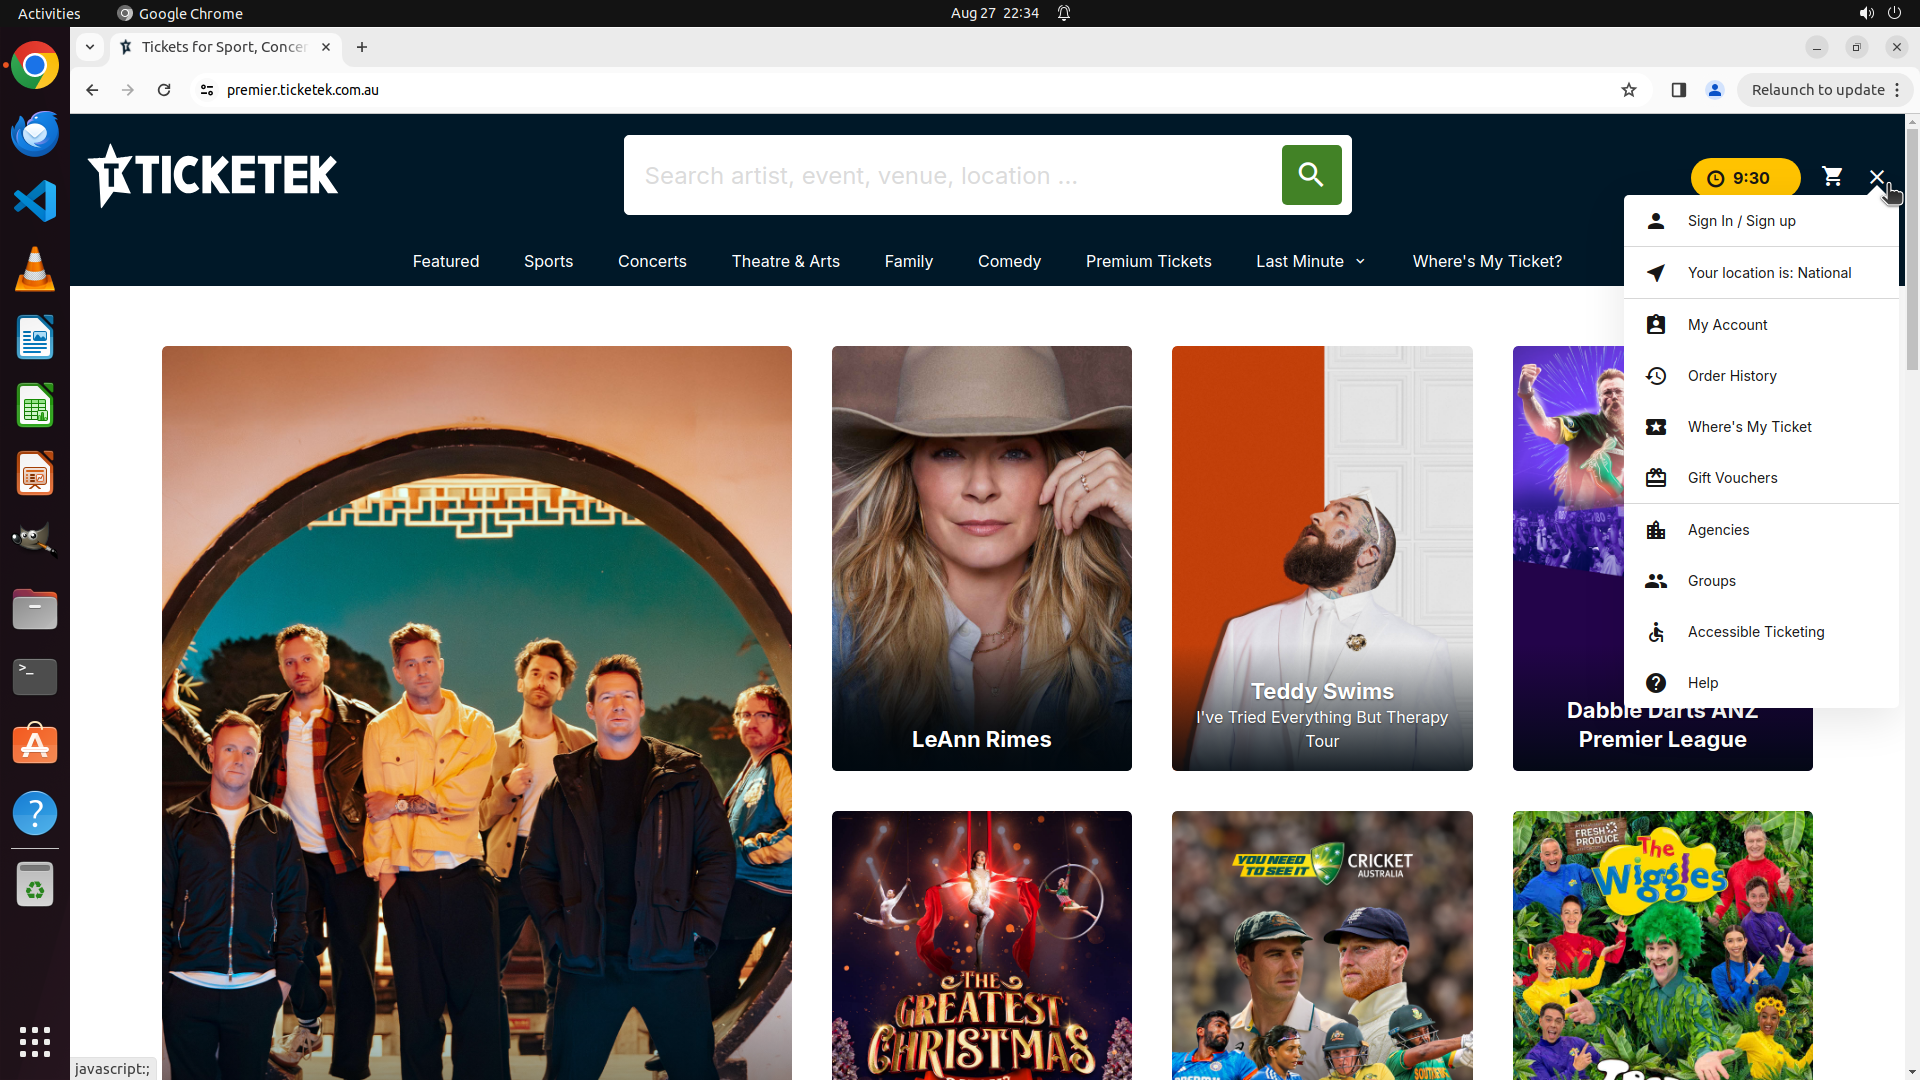 Activities
Google Chrome
Aug 27 22:34
Tickets for Sport, Concer
premier.ticketek.com.au
Relaunch to update
TICKETEK
Search artist, event, venue, location ...
9:30
Featured
Sports
Concerts
Theatre & Arts
Family
Comedy
Premium Tickets
Last Minute
Where's My Ticket?
Sign In / Sign up
Your location is: National
My Account
Order History
Where's My Ticket
Gift Vouchers
Agencies
Groups
Accessible Ticketing
Help
LeAnn Rimes
Teddy Swims
I've Tried Everything But Therapy
Tour
Dabble Darts ANZ
Premier League
THE
GREATEST
CHRISTMAS
YOU NEED
TO SEE IT
CRICKET
AUSTRALIA
FRESH
PRODUCE
The
Wiggles
javascript:;